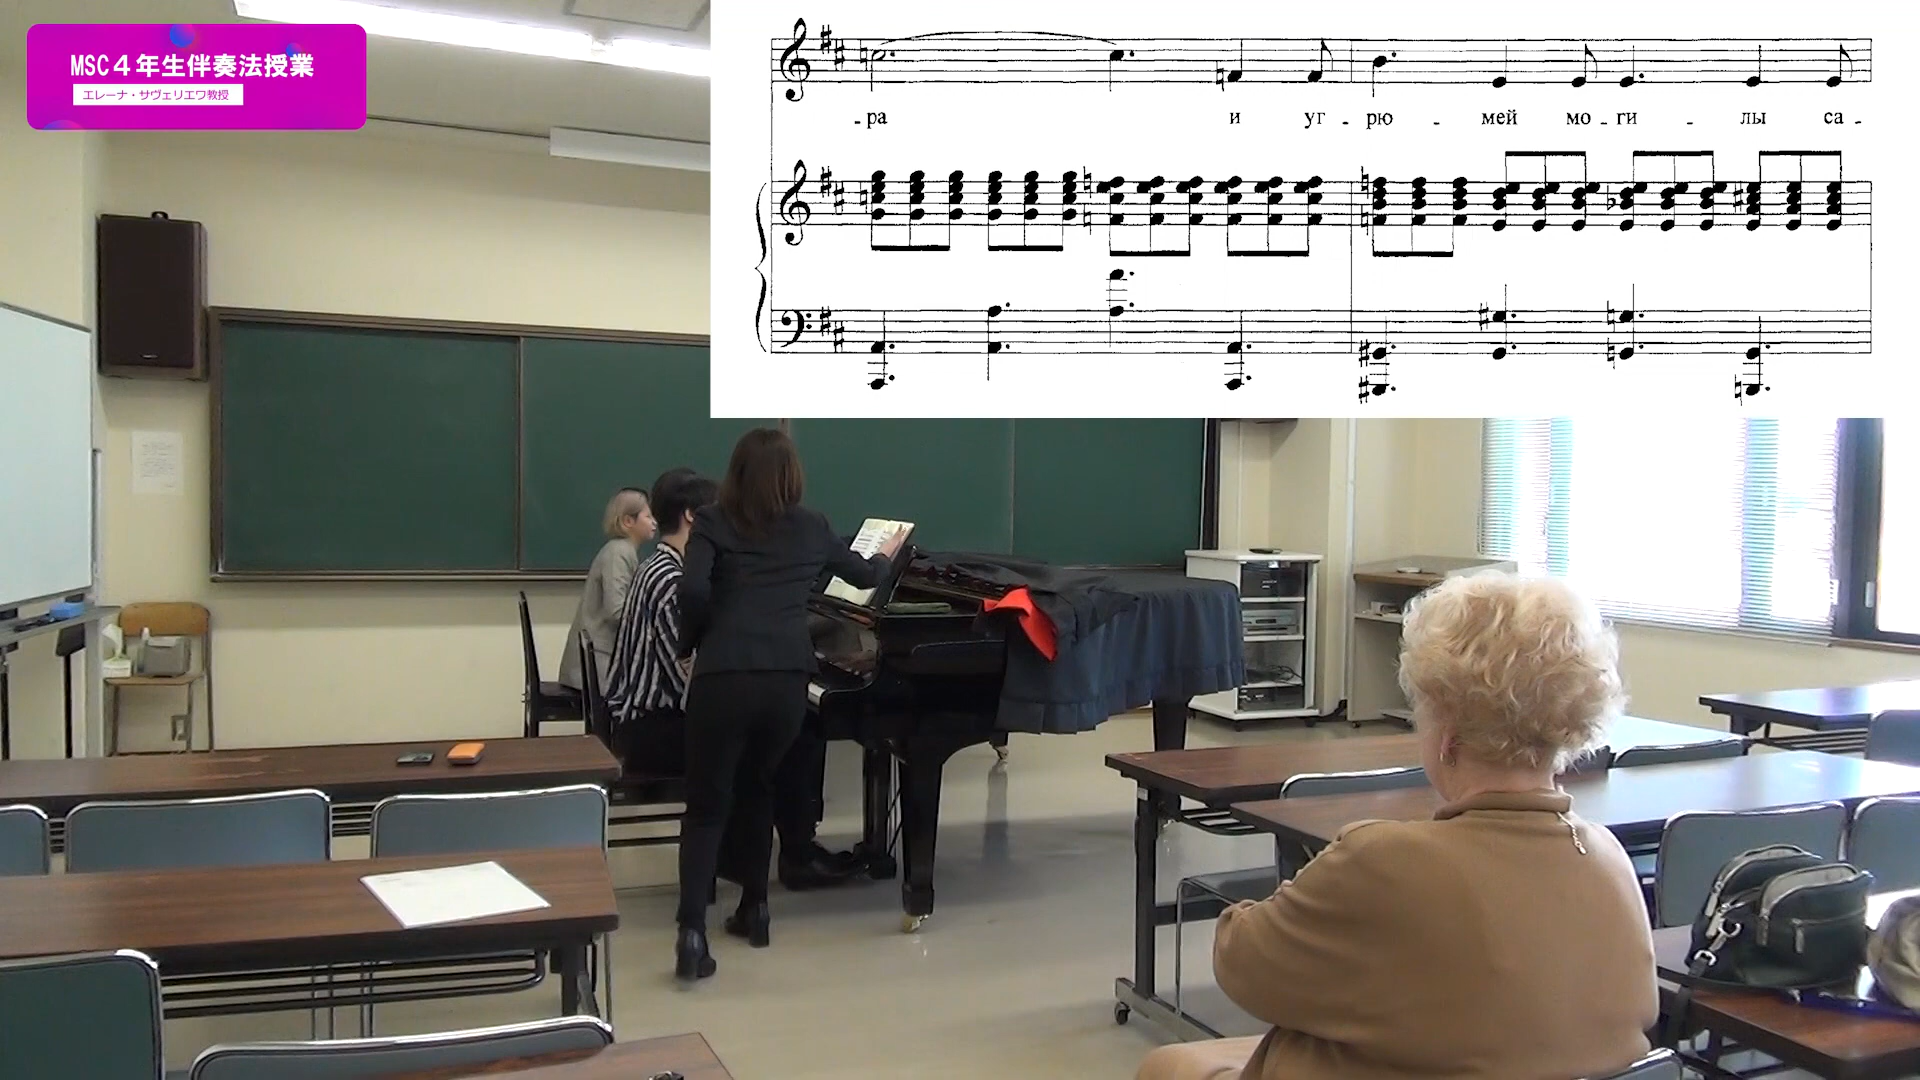 MSC４年生伴奏法授業
エレーナ・サヴェリエワ教授
- ра и уг - рю - мей мо - ги - лы са -